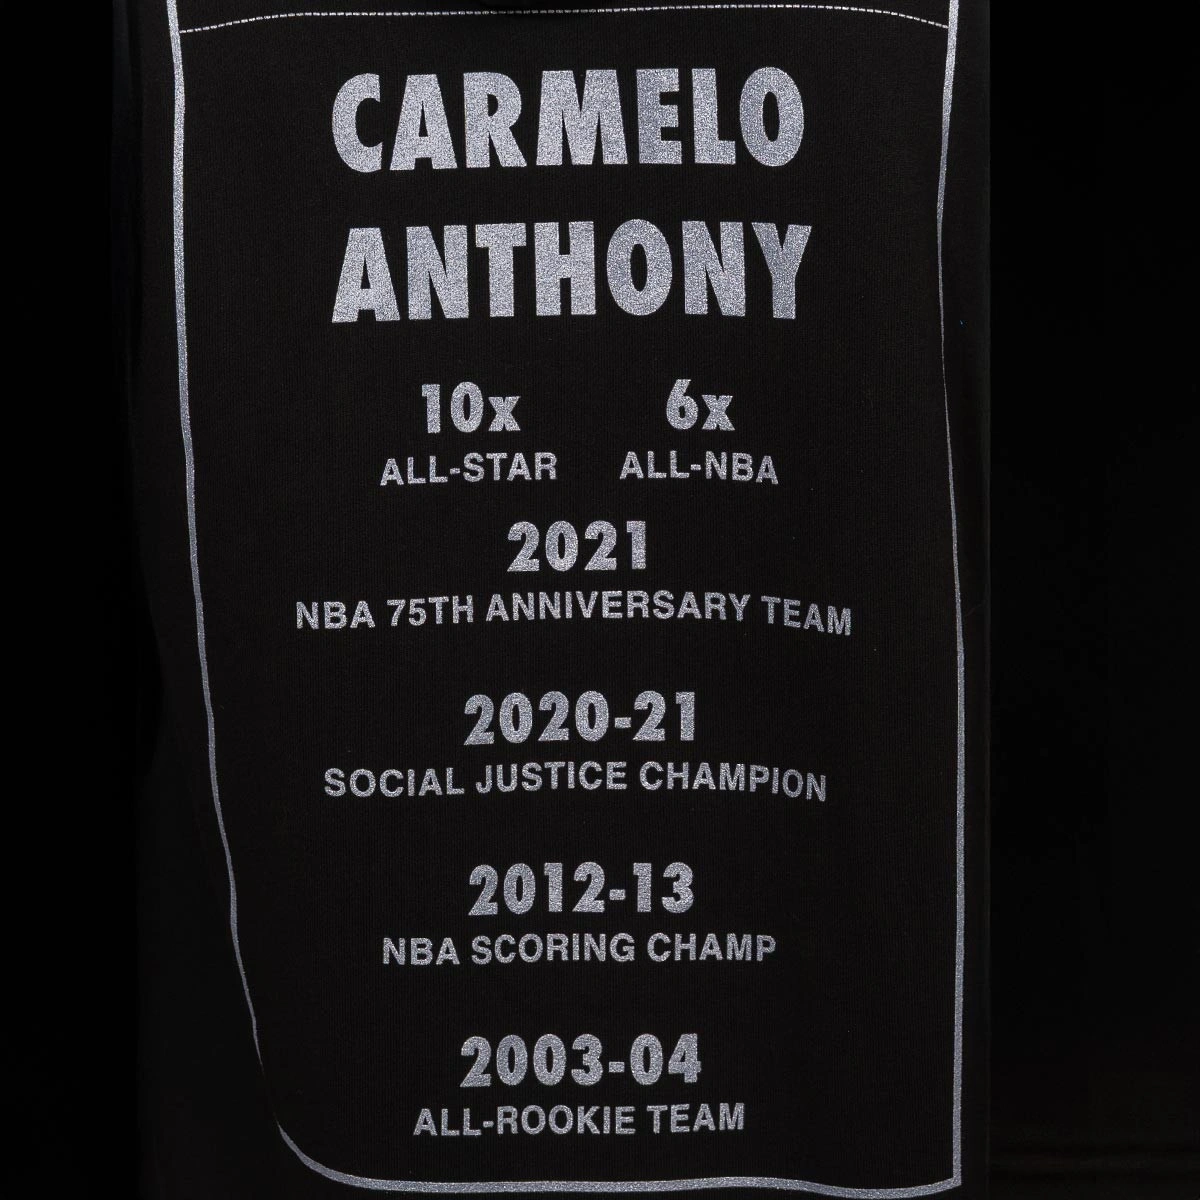 CARMELO
ANTHONY
10x 6x
ALL-STAR ALL-NBA
2021
NBA 75TH ANNIVERSARY TEAM
2020-21
SOCIAL JUSTICE CHAMPION
2012-13
NBA SCORING CHAMP
2003-04
ALL-ROOKIE TEAM